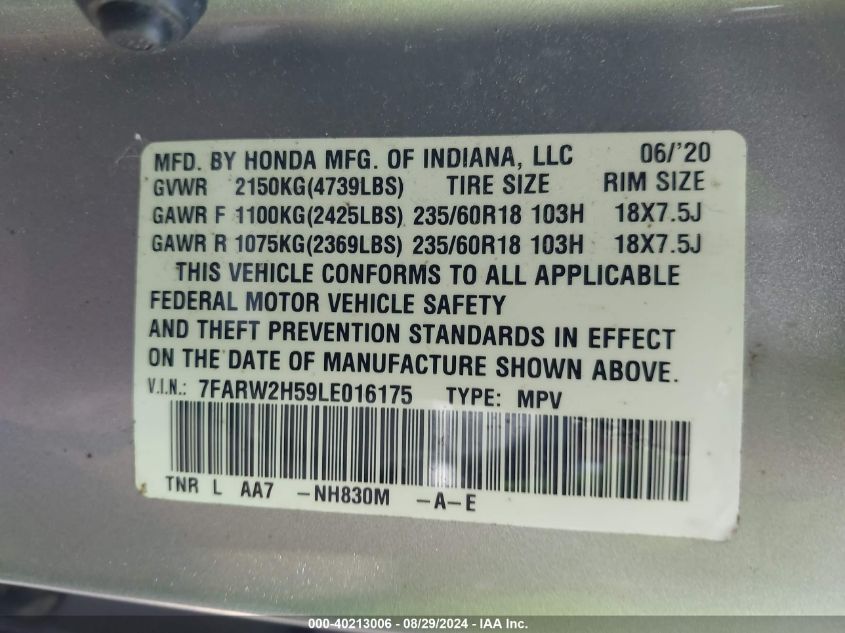 MFD. BY HONDA MFG. OF INDIANA, LLC 06/'20
GVWR 2150KG(4739LBS) TIRE SIZE RIM SIZE
GAWR F 1100KG(2425LBS) 235/60R18 103H 18X7.5J
GAWR R 1075KG(2369LBS) 235/60R18 103H 18X7.5J
THIS VEHICLE CONFORMS TO ALL APPLICABLE
FEDERAL MOTOR VEHICLE SAFETY
AND THEFT PREVENTION STANDARDS IN EFFECT
ON THE DATE OF MANUFACTURE SHOWN ABOVE.
V.I.N.: 7FARW2H59LE016175 TYPE: MPV
TNR L AA7 -NH830M -A-E
000-40213006 - 08/29/2024 - IAA Inc.